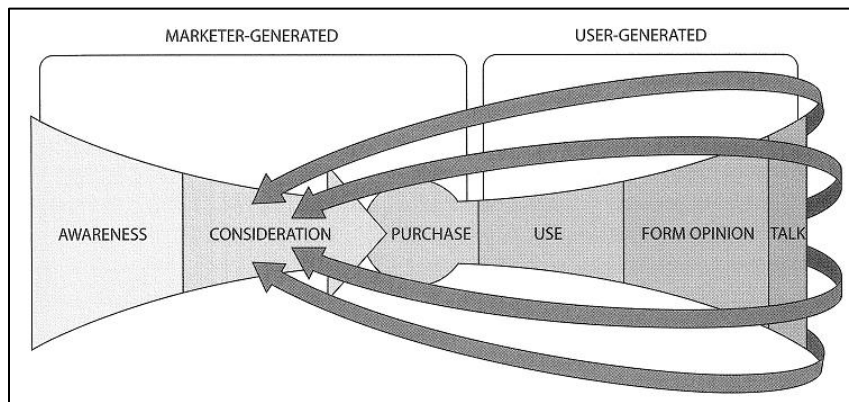 MARKETER-GENERATED
USER-GENERATED
AWARENESS
CONSIDERATION
PURCHASE
USE
FORM OPINION
TALK